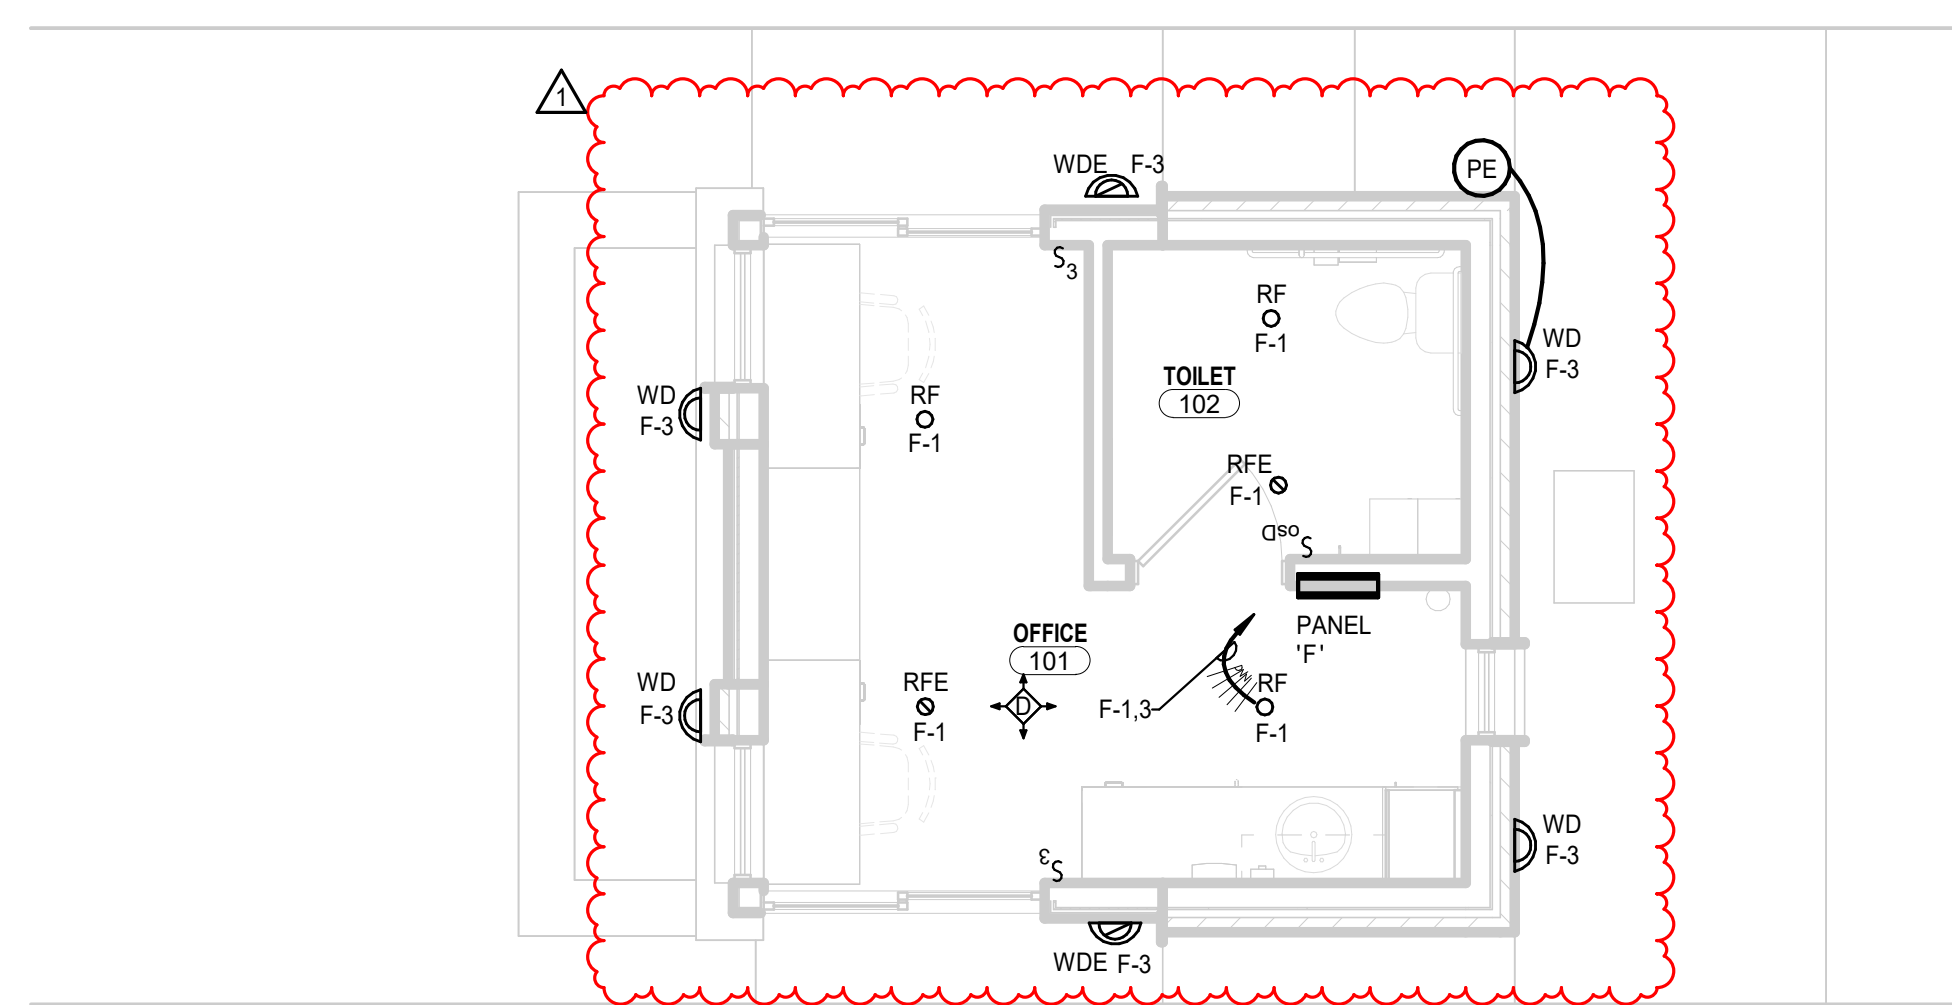 1
WDE F-3
PE
S3
RF
F-1
WD
F-3
TOILET
102
WD
F-3
RF
F-1
RFE
F-1
S OSD
PANEL
'F'
OFFICE
101
WD
F-3
RFE
F-1
D
F-1,3
RF
F-1
WD
F-3
S3
WDE F-3